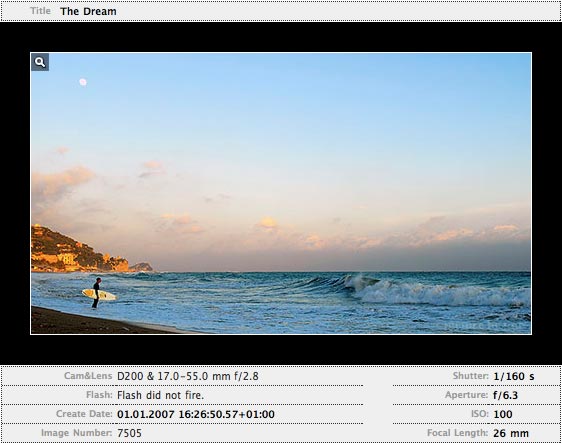 Title The Dream
Cam&Lens D200 & 17.0-55.0 mm f/2.8 Shutter: 1/160 s
Flash: Flash did not fire. Aperture: f/6.3
Create Date: 01.01.2007 16:26:50.57+01:00 ISO: 100
Image Number: 7505 Focal Length: 26 mm